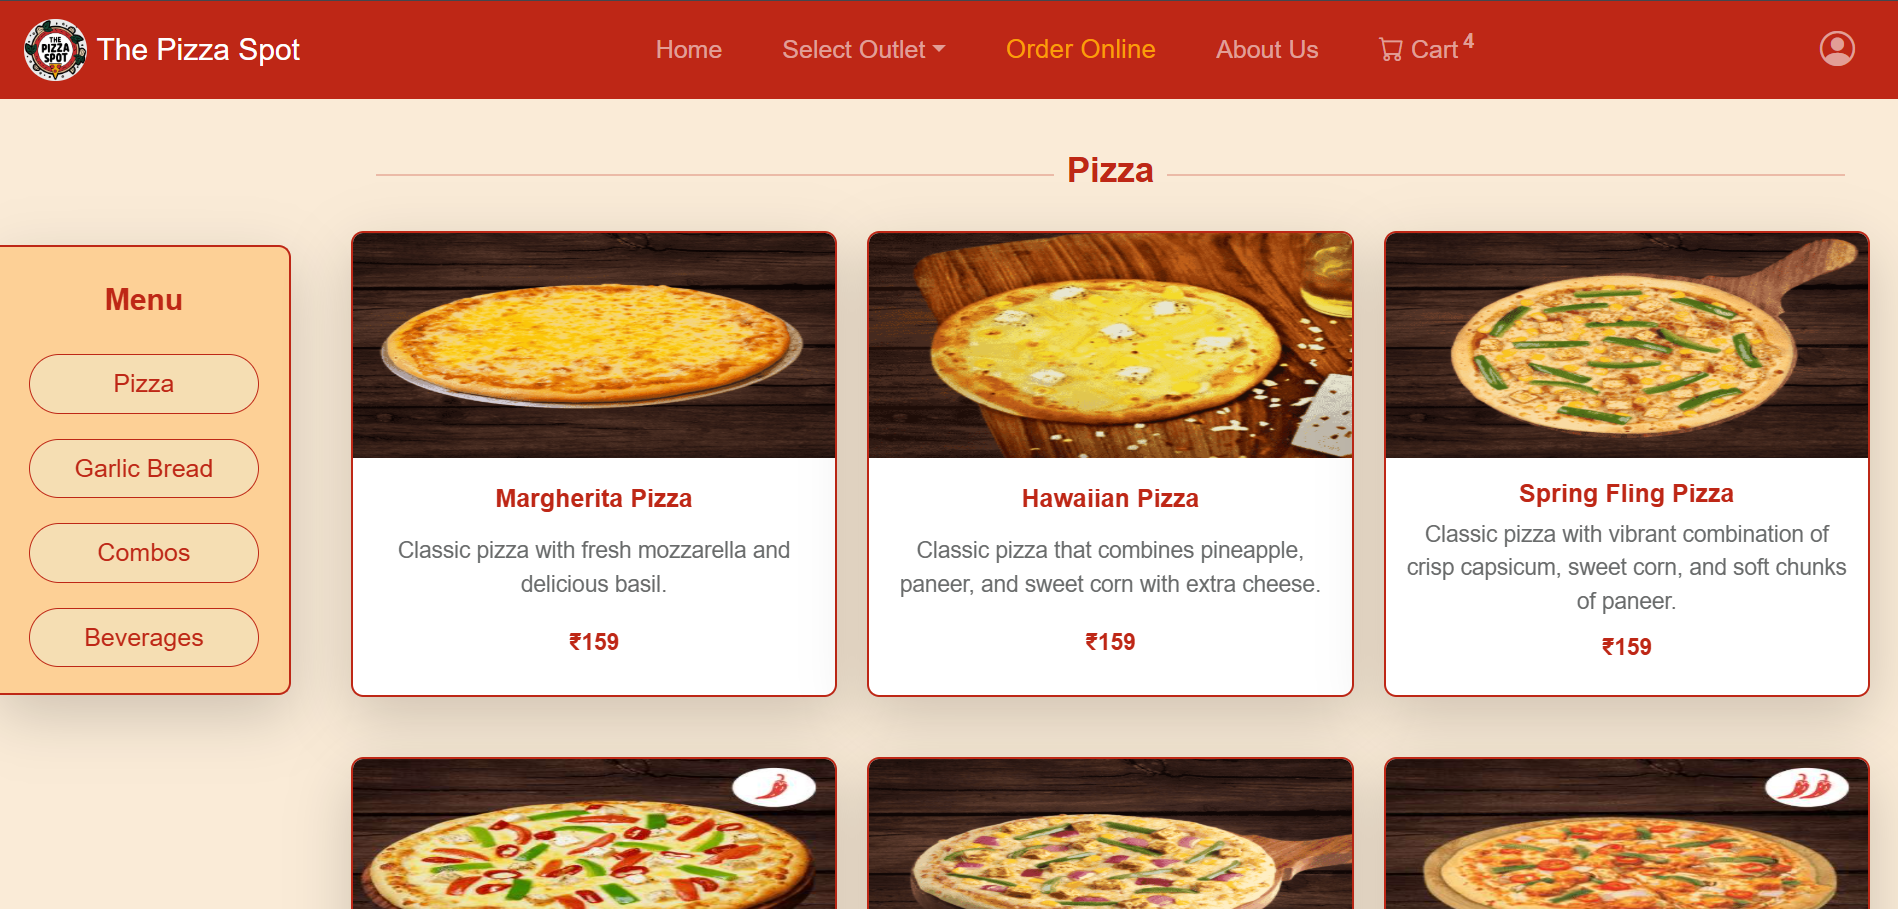 THE
PIZZA
SPOT
The Pizza Spot
Home
Select Outlet
Order Online
About Us
Cart 4
Pizza
Menu
Pizza
Garlic Bread
Combos
Beverages
Margherita Pizza
Classic pizza with fresh mozzarella and
delicious basil.
₹159
Hawaiian Pizza
Classic pizza that combines pineapple,
paneer, and sweet corn with extra cheese.
₹159
Spring Fling Pizza
Classic pizza with vibrant combination of
crisp capsicum, sweet corn, and soft chunks
of paneer.
₹159